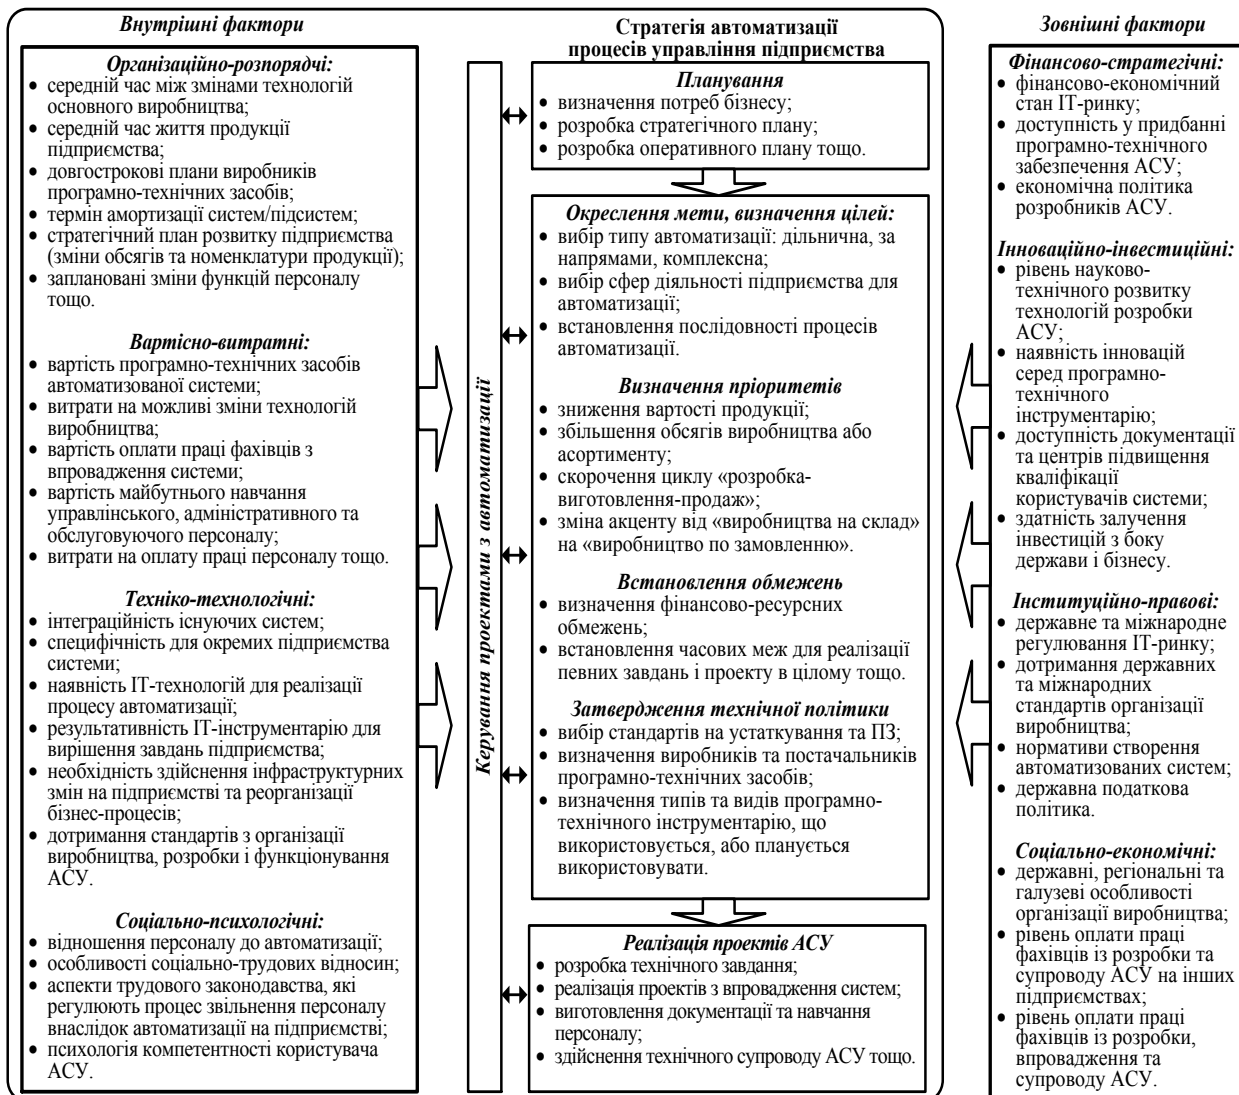 Внутрішні фактори
Організаційно-розпорядчі:
• середній час між змінами технологій
основного виробництва;
• середній час життя продукції
підприємства;
• довгострокові плани виробників
програмно-технічних засобів;
• термін амортизації систем/підсистем;
• стратегічний план розвитку підприємства
(зміни обсягів та номенклатури продукції);
• заплановані зміни функцій персоналу
тощо.
Вартісно-витратні:
• вартість програмно-технічних засобів
автоматизованої системи;
• витрати на можливі зміни технологій
виробництва;
• вартість оплати праці фахівців з
впровадження системи;
• вартість майбутнього навчання
управлінського, адміністративного та
обслуговуючого персоналу;
• витрати на оплату праці персоналу тощо.
Техніко-технологічні:
• інтеграційність існуючих систем;
• специфічність для окремих підприємства
системи;
• наявність ІТ-технологій для реалізації
процесу автоматизації;
• результативність ІТ-інструментарію для
вирішення завдань підприємства;
• необхідність здійснення інфраструктурних
змін на підприємстві та реорганізації
бізнес-процесів;
• дотримання стандартів з організації
виробництва, розробки і функціонування
АСУ.
Соціально-психологічні:
• відношення персоналу до автоматизації;
• особливості соціально-трудових відносин;
• аспекти трудового законодавства, які
регулюють процес звільнення персоналу
внаслідок автоматизації на підприємстві;
• психологія компетентності користувача
АСУ.
Керування проектами з автоматизації
Стратегія автоматизації
процесів управління підприємства
Планування
• визначення потреб бізнесу;
• розробка стратегічного плану;
• розробка оперативного плану тощо.
Окреслення мети, визначення цілей:
• вибір типу автоматизації: дільнична, за
напрямами, комплексна;
• вибір сфер діяльності підприємства для
автоматизації;
• встановлення послідовності процесів
автоматизації.
Визначення пріоритетів
• зниження вартості продукції;
• збільшення обсягів виробництва або
асортименту;
• скорочення циклу «розробка-
виготовлення-продаж»;
• зміна акценту від «виробництва на склад»
на «виробництво по замовленню».
Встановлення обмежень
• визначення фінансово-ресурсних
обмежень;
• встановлення часових меж для реалізації
певних завдань і проекту в цілому тощо.
Затвердження технічної політики
• вибір стандартів на устаткування та ПЗ;
• визначення виробників та постачальників
програмно-технічних засобів;
• визначення типів та видів програмно-
технічного інструментарію, що
використовується, або планується
використовувати.
Реалізація проектів АСУ
• розробка технічного завдання;
• реалізація проектів з впровадження систем;
• виготовлення документації та навчання
персоналу;
• здійснення технічного супроводу АСУ тощо.
Зовнішні фактори
Фінансово-стратегічні:
• фінансово-економічний
стан ІТ-ринку;
• доступність у придбанні
програмно-технічного
забезпечення АСУ;
• економічна політика
розробників АСУ.
Інноваційно-інвестиційні:
• рівень науково-
технічного розвитку
технологій розробки
АСУ;
• наявність інновацій
серед програмно-
технічного
інструментарію;
• доступність документації
та центрів підвищення
кваліфікації
користувачів системи;
• здатність залучення
інвестицій з боку
держави і бізнесу.
Інституційно-правові:
• державне та міжнародне
регулювання ІТ-ринку;
• дотримання державних
та міжнародних
стандартів організації
виробництва;
• нормативи створення
автоматизованих систем;
• державна податкова
політика.
Соціально-економічні:
• державні, регіональні та
галузеві особливості
організації виробництва;
• рівень оплати праці
фахівців із розробки та
супроводу АСУ на інших
підприємствах;
• рівень оплати праці
фахівців із розробки,
впровадження та
супроводу АСУ.